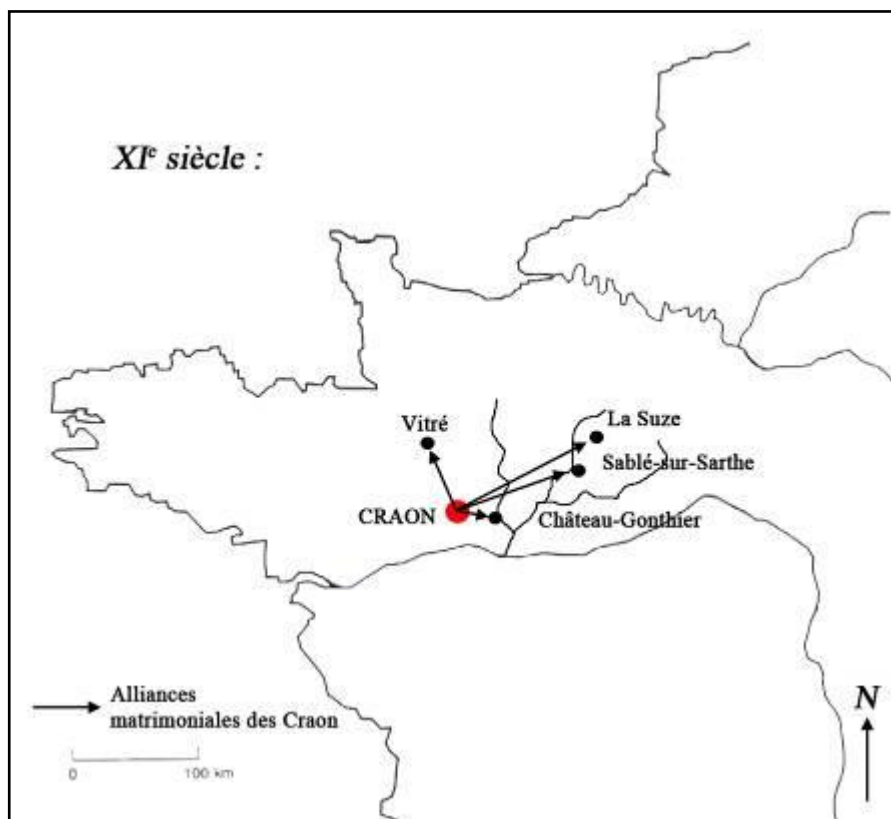 XIe siècle :
Vitré
La Suze
Sablé-sur-Sarthe
CRAON
Château-Gonthier
Alliances
matrimoniales des Craon
N
0 100 km